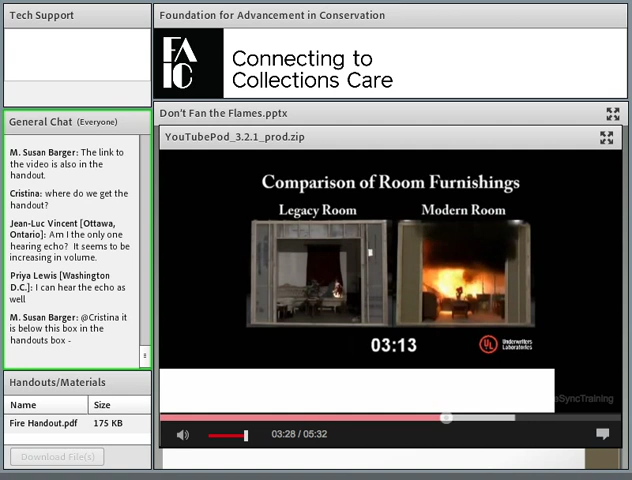 Tech Support
Foundation for Advancement in Conservation
FAIC
Connecting to
Collections Care
General Chat (Everyone)
M. Susan Barger: The link to
the video is also in the
handout.
Cristina: where do we get the
handout?
Jean-Luc Vincent [Ottawa,
Ontario]: Am I the only one
hearing echo? It seems to be
increasing in volume.
Priya Lewis [Washington
D.C.]: I can hear the echo as
well
M. Susan Barger: @Cristina it
is below this box in the
handouts box -
Don't Fan the Flames.pptx
YouTubePod_3.2.1_prod.zip
Comparison of Room Furnishings
Legacy Room
Modern Room
03:13
UL
Underwriters
Laboratories
SyncTraining
03:28 / 05:32
Handouts/Materials
Name
Size
Fire Handout.pdf
175 KB
Download File(s)